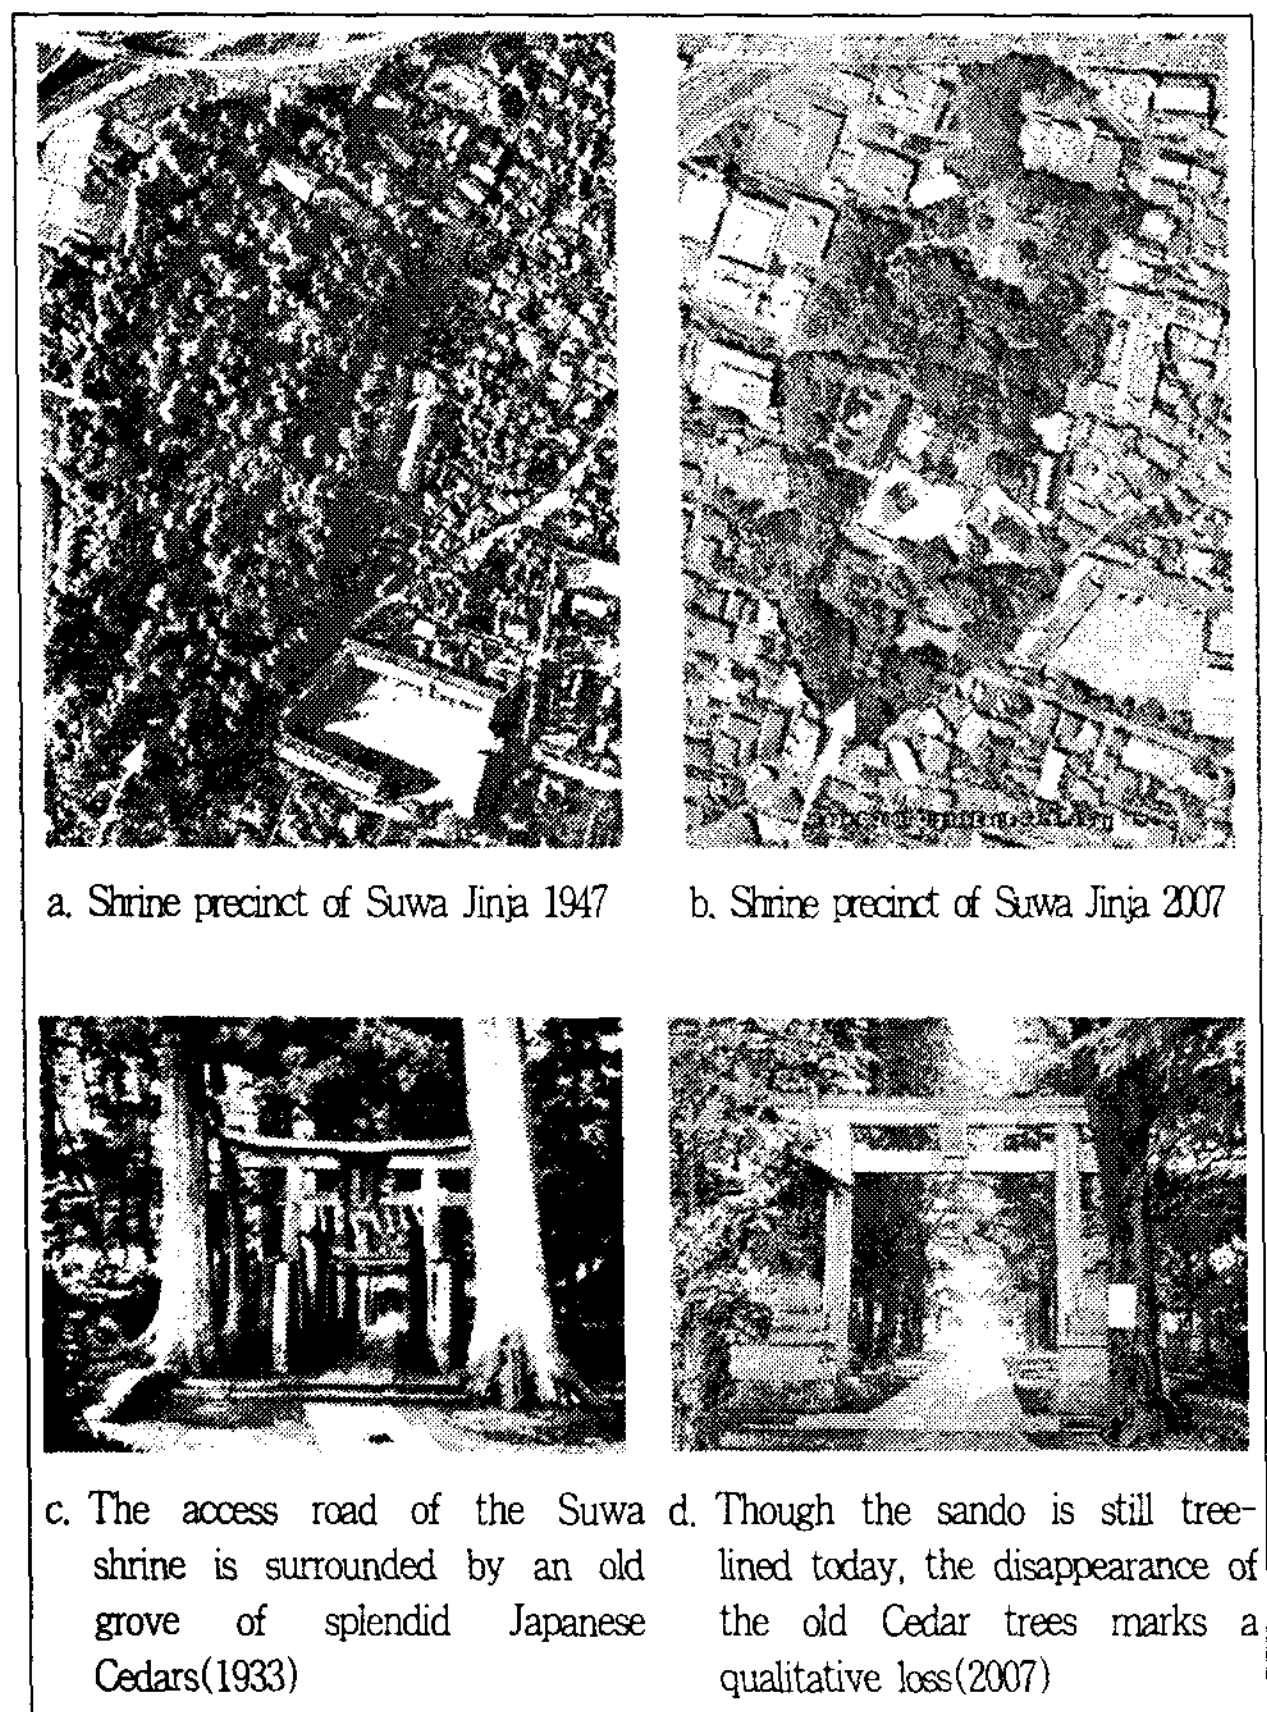 a. Shrine precinct of Suwa Jinja 1947
b. Shrine precinct of Suwa Jinja 2007
c. The access road of the Suwa
shrine is surrounded by an old
grove of splendid Japanese
Cedars(1933)
d. Though the sando is still tree-
lined today, the disappearance of
the old Cedar trees marks a
qualitative loss(2007)